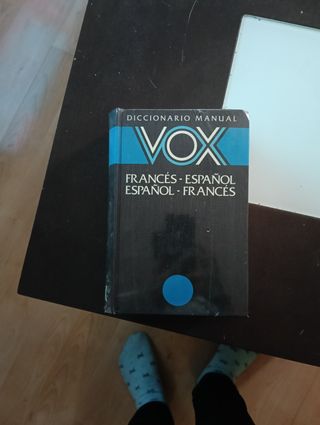 DICCIONARIO MANUAL
VOX
FRANCÉS - ESPAÑOL
ESPAÑOL - FRANCÉS